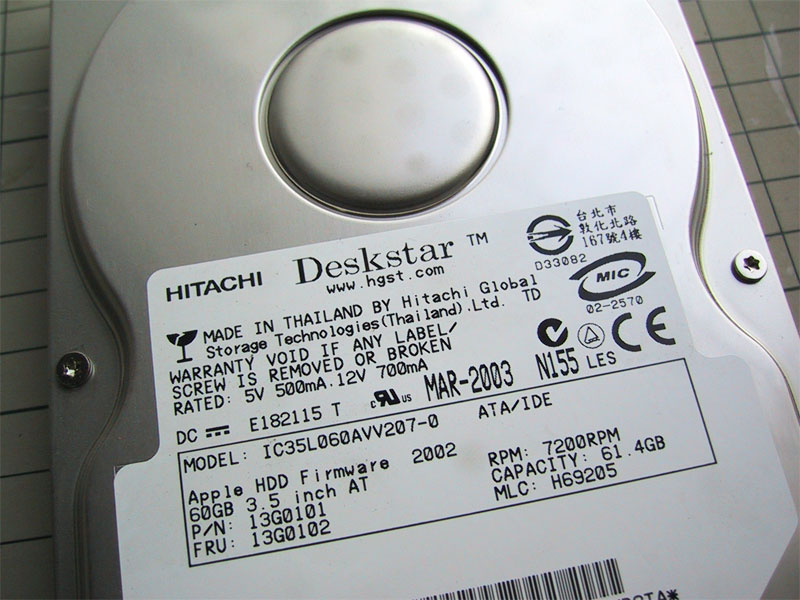 HITACHI Deskstar ™
www.hgst.com
台北市
敦化北路
167號4樓
D33082
MIC
02-2570
MADE IN THAILAND BY Hitachi Global
Storage Technologies(Thailand).Ltd. TD
WARRANTY VOID IF ANY LABEL/
SCREW IS REMOVED OR BROKEN
RATED: 5V 500mA.12V 700mA
c RU us MAR-2003 N155 LES CE
DC E182115 T
MODEL: IC35L060AVV207-0 ATA/IDE
Apple HDD Firmware 2002
60GB 3.5 inch AT
P/N: 13G0101
FRU: 13G0102
RPM: 7200RPM
CAPACITY: 61.4GB
MLC: H69205